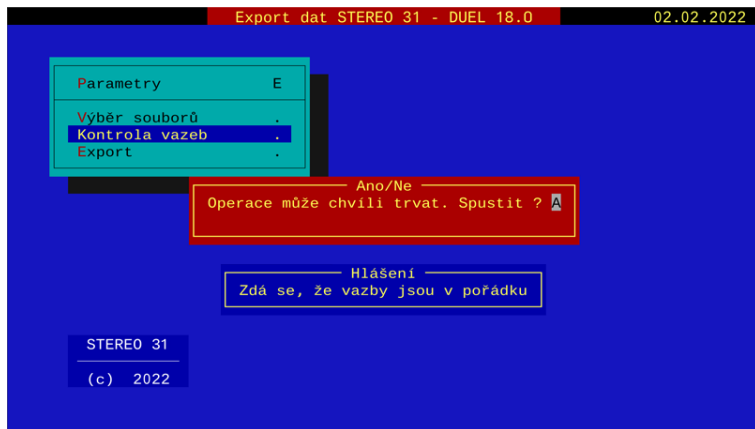 Export dat STEREO 31 - DUEL 18.0 02.02.2022
Parametry E
Výběr souborů .
Kontrola vazeb .
Export .
Ano/Ne
Operace může chvíli trvat. Spustit ? A
Hlášení
Zdá se, že vazby jsou v pořádku
STEREO 31
(c) 2022